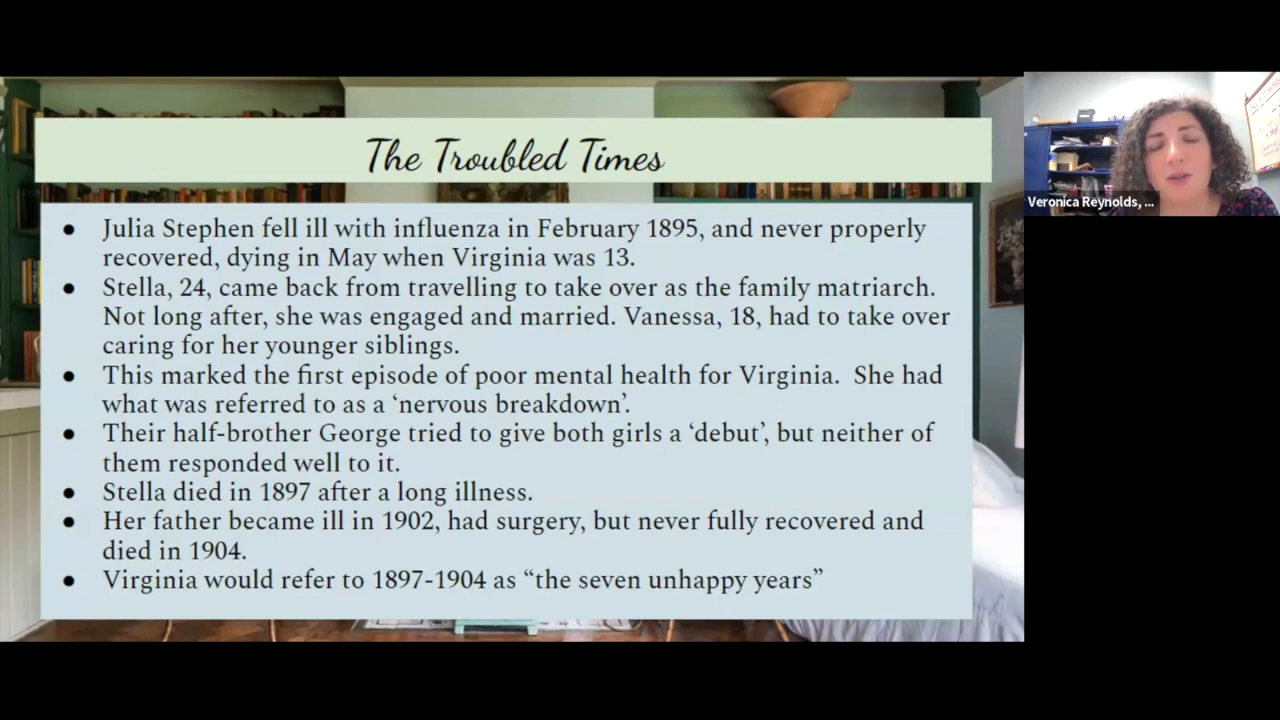 The Troubled Times
● Julia Stephen fell ill with influenza in February 1895, and never properly
recovered, dying in May when Virginia was 13.
● Stella, 24, came back from travelling to take over as the family matriarch.
Not long after, she was engaged and married. Vanessa, 18, had to take over
caring for her younger siblings.
● This marked the first episode of poor mental health for Virginia.  She had
what was referred to as a ‘nervous breakdown’.
● Their half-brother George tried to give both girls a ‘debut’, but neither of
them responded well to it.
● Stella died in 1897 after a long illness.
● Her father became ill in 1902, had surgery, but never fully recovered and
died in 1904.
● Virginia would refer to 1897-1904 as “the seven unhappy years”
Veronica Reynolds, ...